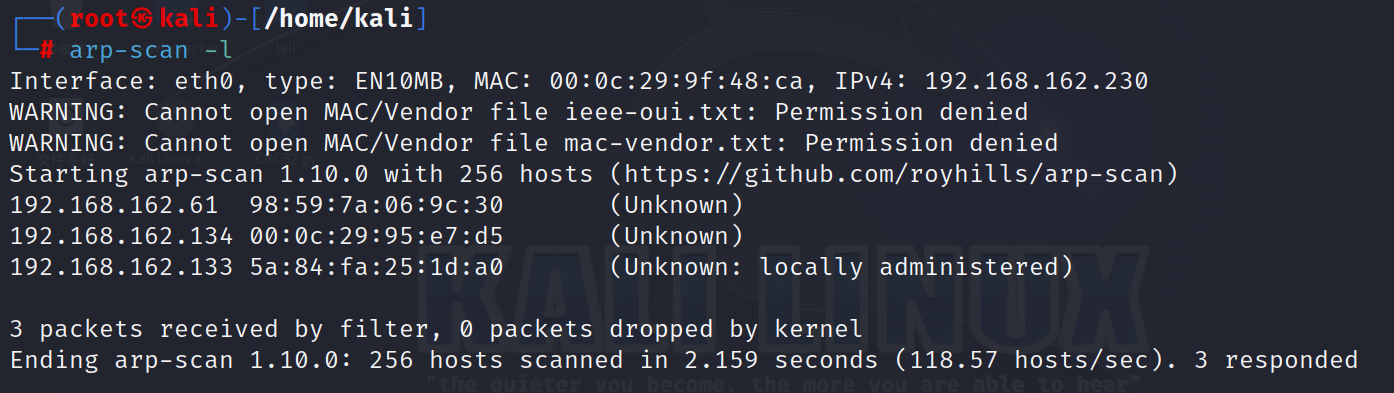 ┌──(root㉿kali)-[/home/kali]
└─# arp-scan -l
Interface: eth0, type: EN10MB, MAC: 00:0c:29:9f:48:ca, IPv4: 192.168.162.230
WARNING: Cannot open MAC/Vendor file ieee-oui.txt: Permission denied
WARNING: Cannot open MAC/Vendor file mac-vendor.txt: Permission denied
Starting arp-scan 1.10.0 with 256 hosts (https://github.com/royhills/arp-scan)
192.168.162.61  98:59:7a:06:9c:30       (Unknown)
192.168.162.134 00:0c:29:95:e7:d5       (Unknown)
192.168.162.133 5a:84:fa:25:1d:a0       (Unknown: locally administered)
KALI LINUX
3 packets received by filter, 0 packets dropped by kernel
Ending arp-scan 1.10.0: 256 hosts scanned in 2.159 seconds (118.57 hosts/sec). 3 responded
"the quieter you become, the more you are able to hear"